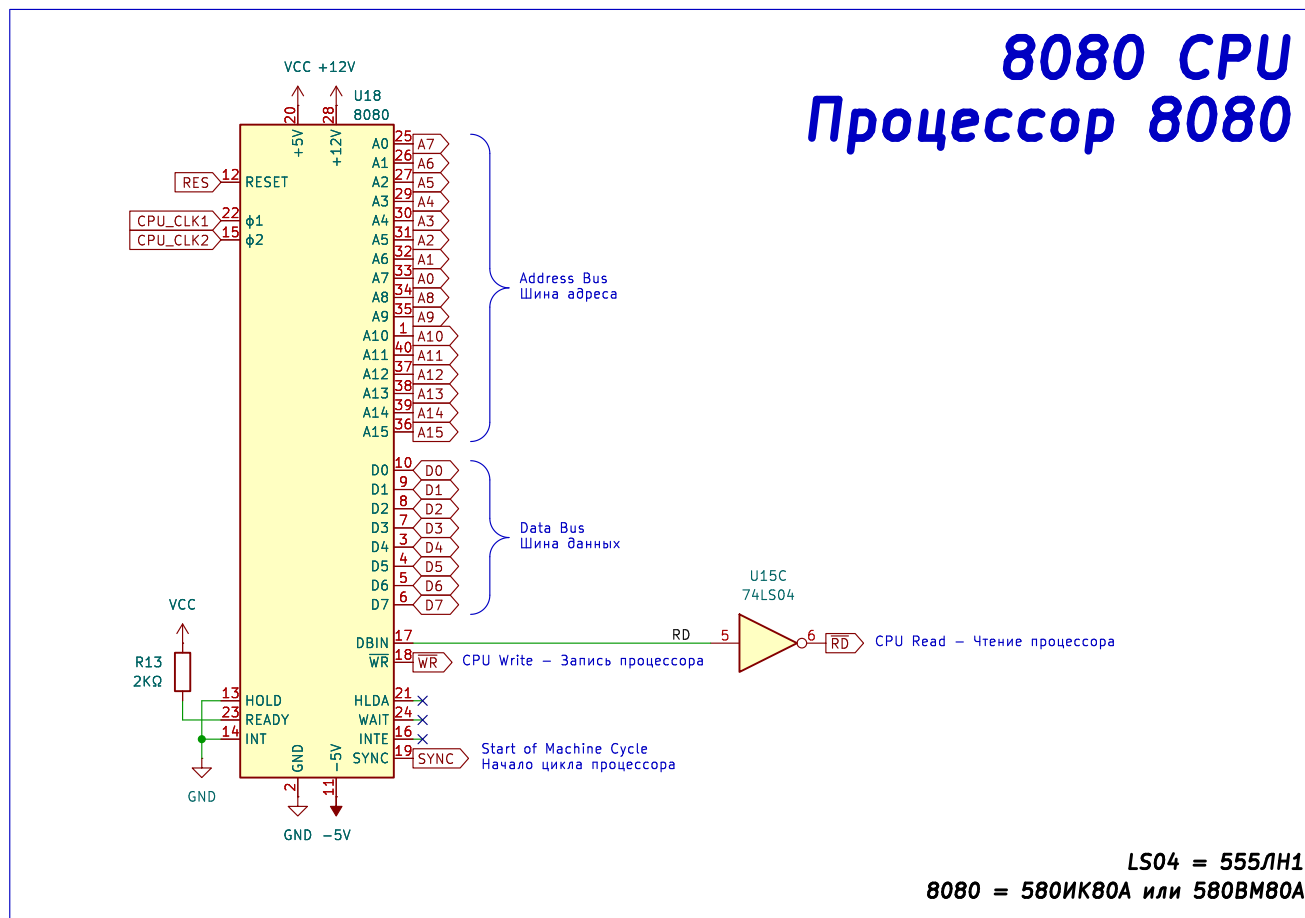 8080 CPU
Процессор 8080
VCC +12V
U18
8080
20
28
+5V
+12V
RES 12 RESET
CPU_CLK1 22 ф1
CPU_CLK2 15 ф2
A0 25 A7
A1 26 A6
A2 27 A5
A3 29 A4
A4 30 A3
A5 31 A2
A6 32 A1
A7 33 A0
A8 34 A8
A9 35 A9
A10 1 A10
A11 40 A11
A12 37 A12
A13 38 A13
A14 39 A14
A15 36 A15
Address Bus
Шина адреса
D0 10 D0
D1 9 D1
D2 8 D2
D3 7 D3
D4 3 D4
D5 4 D5
D6 5 D6
D7 6 D7
Data Bus
Шина данных
U15C
74LS04
DBIN 17 RD 5 6 RD
CPU Read – Чтение процессора
WR 18 WR CPU Write – Запись процессора
VCC
R13
2KΩ
13 HOLD
23 READY
14 INT
GND
HLDA 21
WAIT 24
INTE 16
SYNC 19 SYNC
Start of Machine Cycle
Начало цикла процессора
GND
-5V
2
11
GND -5V
LS04 = 555ЛН1
8080 = 580ИК80А или 580ВМ80А